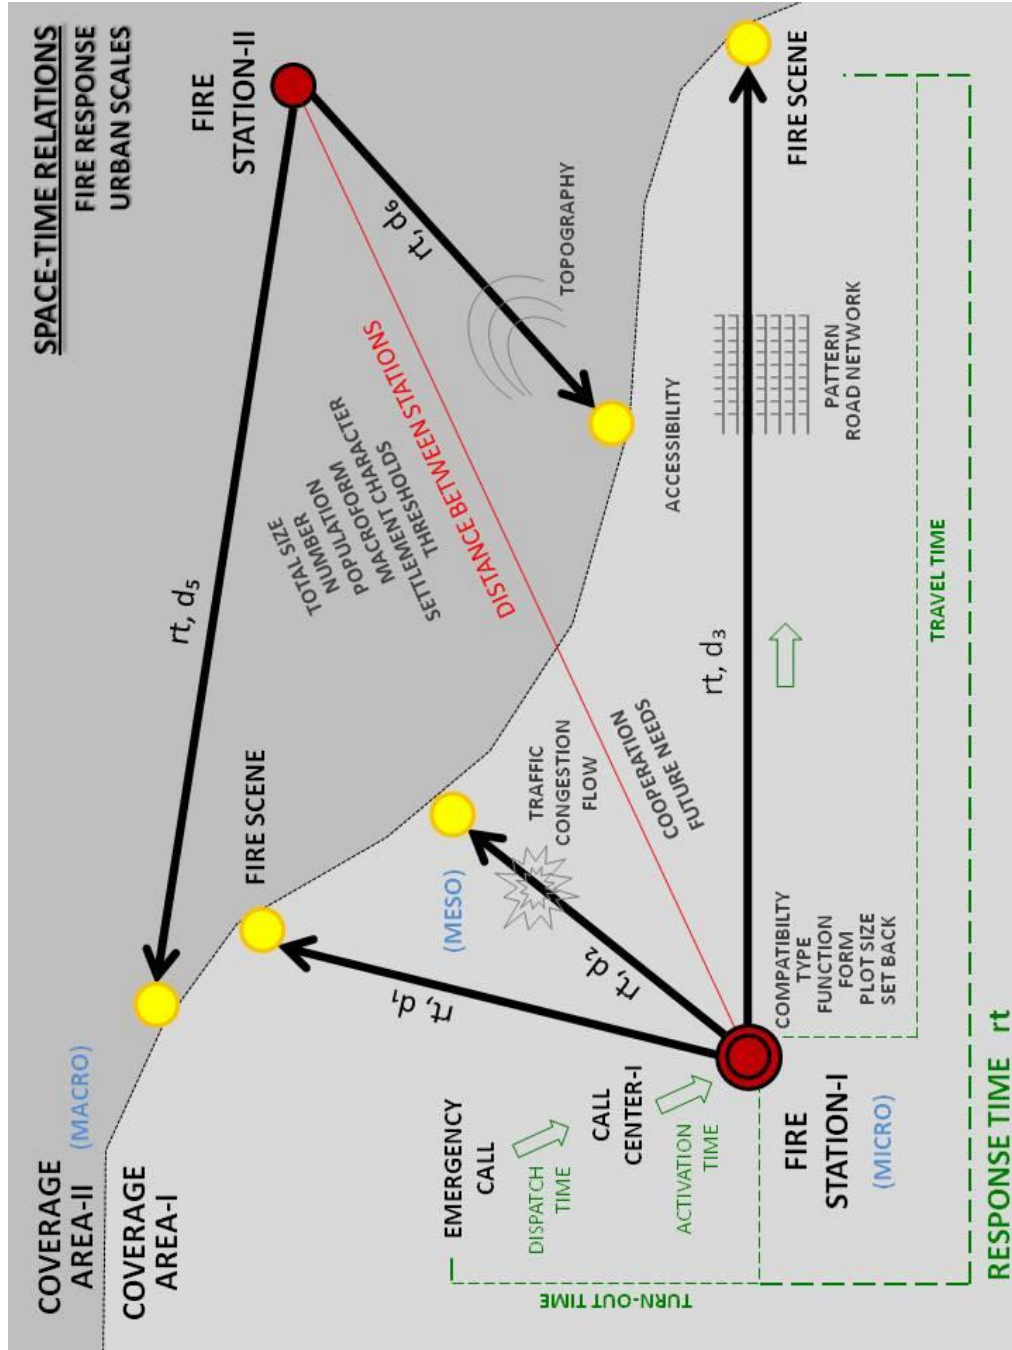 SPACE-TIME RELATIONS
FIRE RESPONSE
URBAN SCALES
COVERAGE
AREA-II
(MACRO)
COVERAGE
AREA-I
rt, d₅
FIRE
STATION-II
FIRE SCENE
TOTAL SIZE
NUMBER
POPULATION
MACROFORM
SETTLEMENT CHARACTER
THRESHOLDS
DISTANCE BETWEEN STATIONS
rt, d₆
TOPOGRAPHY
rt, d₁
(MESO)
rt, d₂
TRAFFIC
CONGESTION
FLOW
COOPERATION
FUTURE NEEDS
ACCESSIBILITY
EMERGENCY
CALL
DISPATCH
TIME
CALL
CENTER-I
ACTIVATION
TIME
TURN-OUT TIME
rt, d₃
FIRE SCENE
FIRE
STATION-I
(MICRO)
COMPATIBILTY
TYPE
FUNCTION
FORM
PLOT SIZE
SET BACK
PATTERN
ROAD NETWORK
TRAVEL TIME
RESPONSE TIME rt